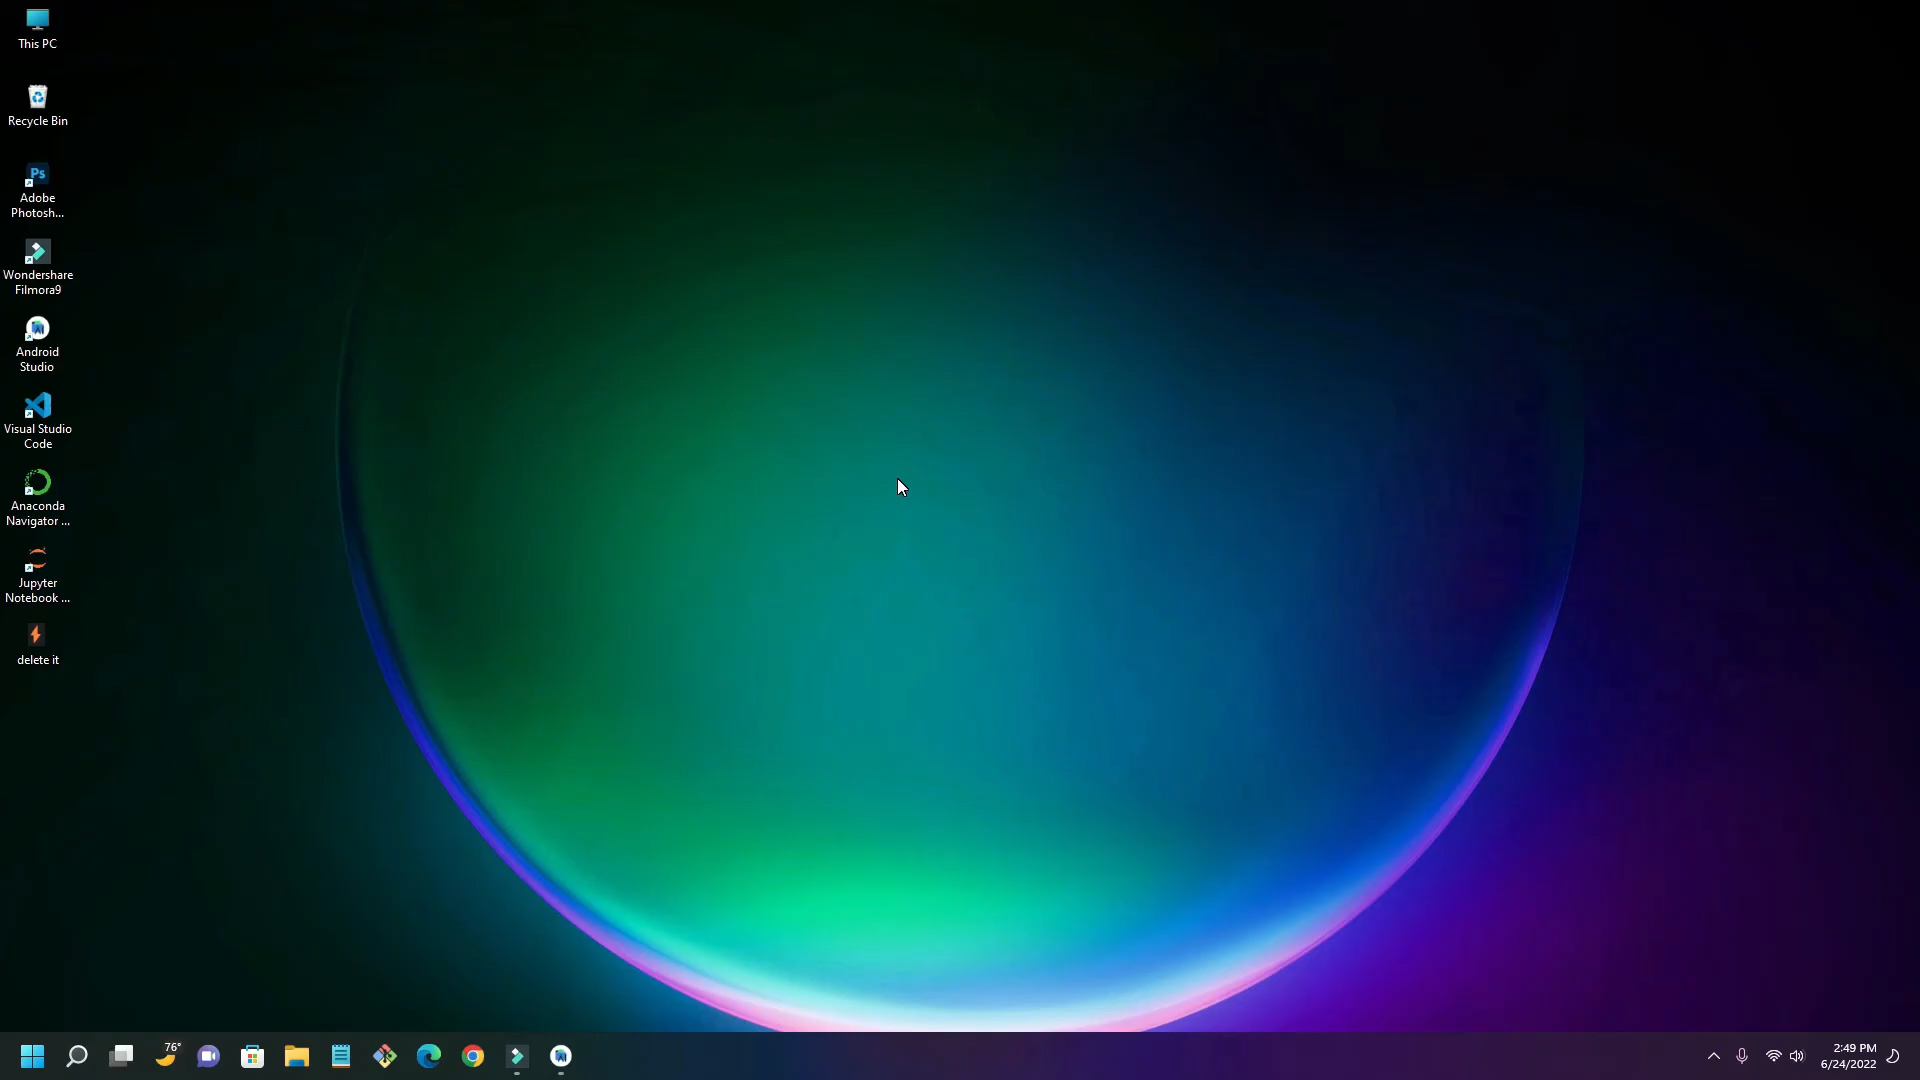 This PC
Recycle Bin
Ps
Adobe
Photosh...
Wondershare
Filmora9
Android
Studio
Visual Studio
Code
Anaconda
Navigator ...
Jupyter
Notebook ...
delete it
76°
2:49 PM
6/24/2022